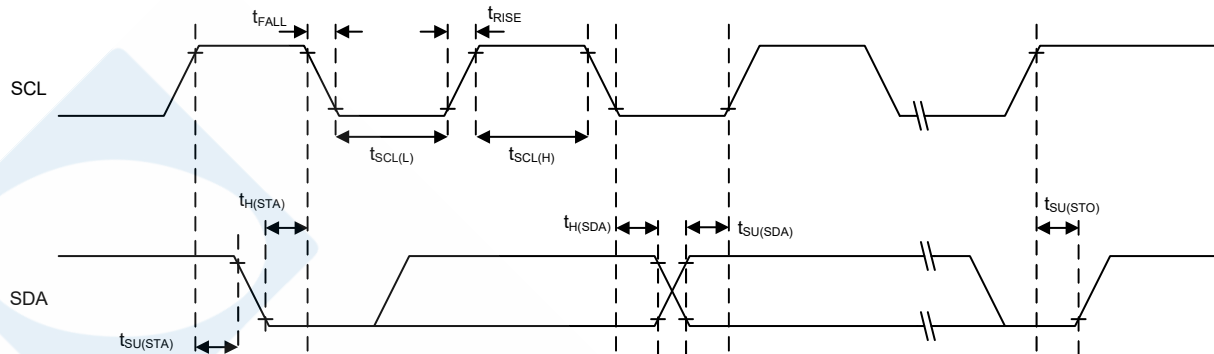 tFALL
tRISE
SCL
tSCL(L)
tSCL(H)
tH(STA)
tH(SDA)
tSU(SDA)
tSU(STO)
SDA
tSU(STA)